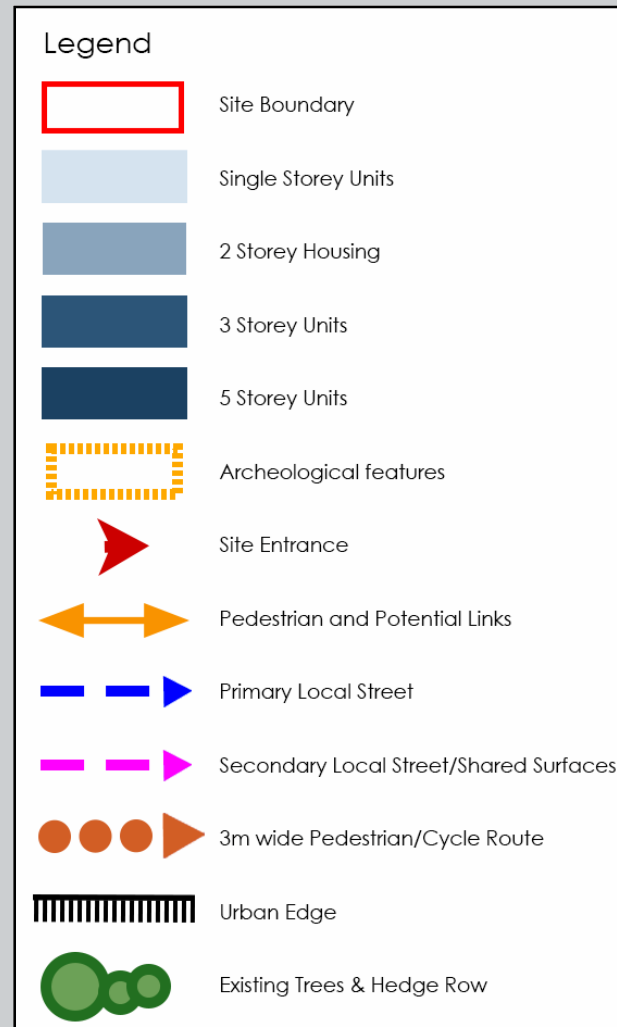 Legend
Site Boundary
Single Storey Units
2 Storey Housing
3 Storey Units
5 Storey Units
Archeological features
Site Entrance
Pedestrian and Potential Links
Primary Local Street
Secondary Local Street/Shared Surfaces
3m wide Pedestrian/Cycle Route
Urban Edge
Existing Trees & Hedge Row